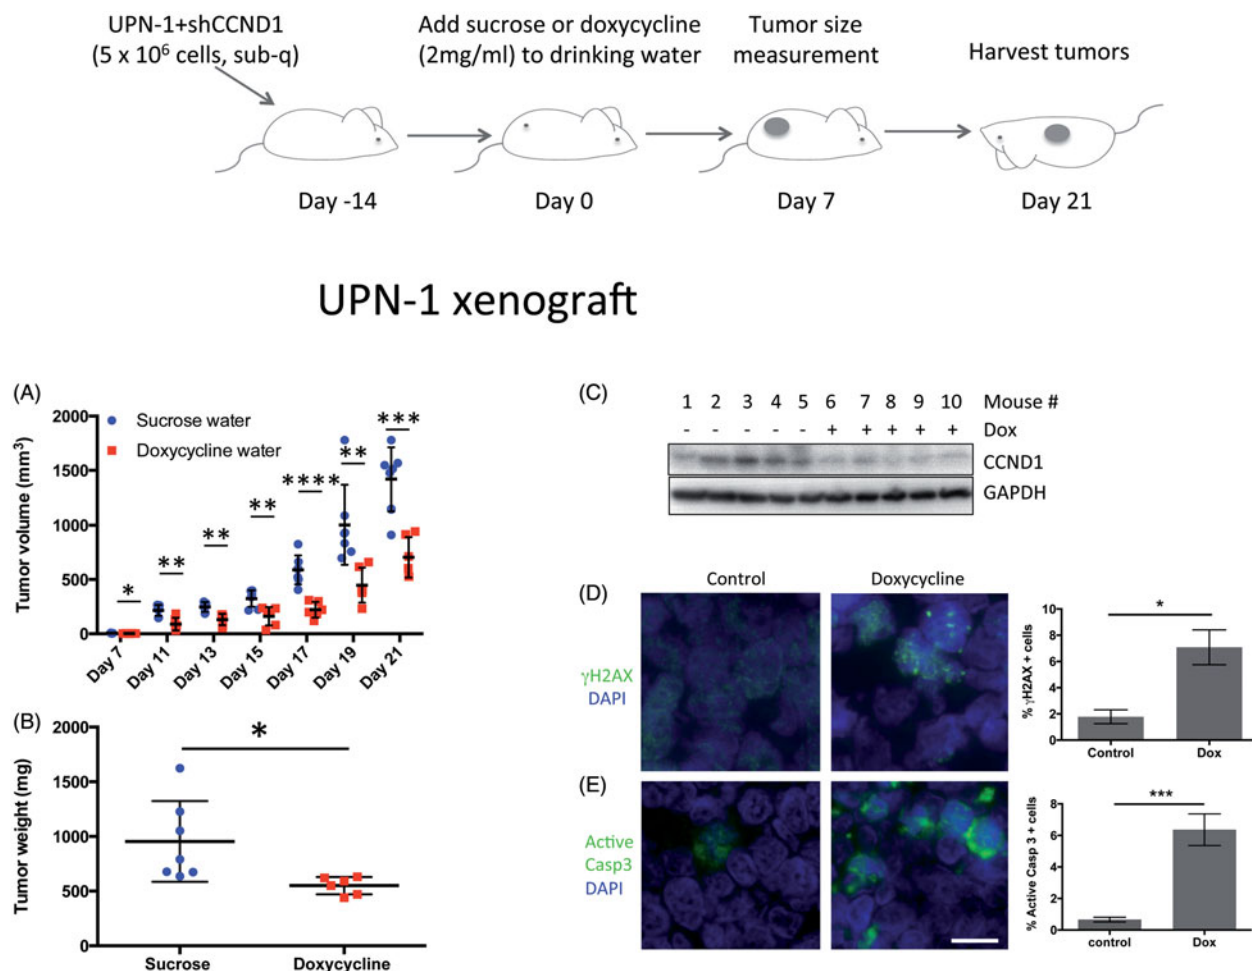 UPN-1+shCCND1
(5 x 10⁶ cells, sub-q)
Add sucrose or doxycycline
(2mg/ml) to drinking water
Tumor size
measurement
Harvest tumors
Day -14
Day 0
Day 7
Day 21
UPN-1 xenograft
(A)
Tumor volume (mm³)
2000
1500
1000
500
0
Sucrose water
Doxycycline water
*
**
**
**
****
**
***
Day 7
Day 11
Day 13
Day 15
Day 17
Day 19
Day 21
(B)
Tumor weight (mg)
2000
1500
1000
500
0
*
Sucrose
Doxycycline
(C)
1 2 3 4 5 6 7 8 9 10 Mouse #
- - - - - + + + + + Dox
CCND1
GAPDH
Control
Doxycycline
(D)
γH2AX
DAPI
% γH2AX + cells
10
8
6
4
2
0
*
Control
Dox
(E)
Active
Casp3
DAPI
% Active Casp 3 + cells
8
6
4
2
0
***
control
Dox